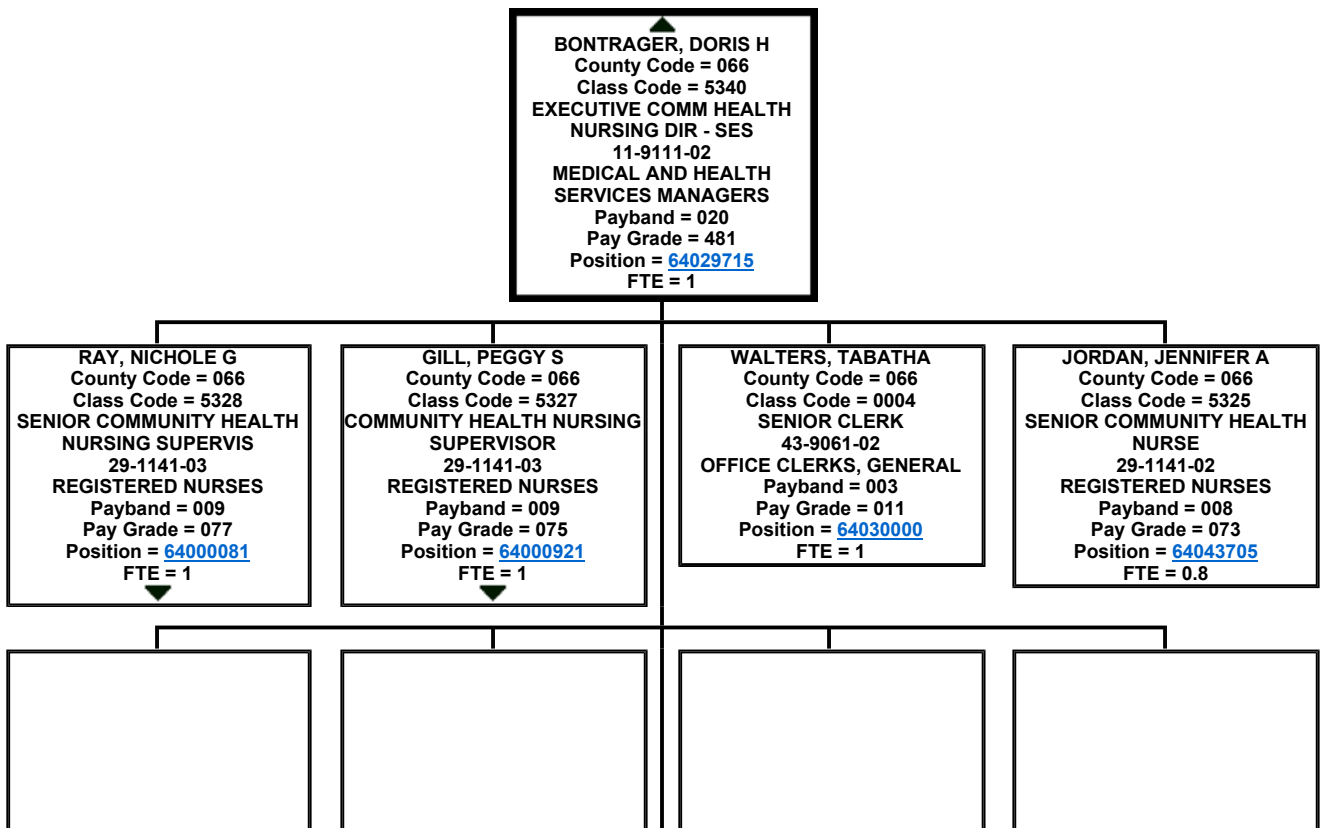 BONTRAGER, DORIS H
County Code = 066
Class Code = 5340
EXECUTIVE COMM HEALTH
NURSING DIR - SES
11-9111-02
MEDICAL AND HEALTH
SERVICES MANAGERS
Payband = 020
Pay Grade = 481
Position = 64029715
FTE = 1
RAY, NICHOLE G
County Code = 066
Class Code = 5328
SENIOR COMMUNITY HEALTH
NURSING SUPERVIS
29-1141-03
REGISTERED NURSES
Payband = 009
Pay Grade = 077
Position = 64000081
FTE = 1
GILL, PEGGY S
County Code = 066
Class Code = 5327
COMMUNITY HEALTH NURSING
SUPERVISOR
29-1141-03
REGISTERED NURSES
Payband = 009
Pay Grade = 075
Position = 64000921
FTE = 1
WALTERS, TABATHA
County Code = 066
Class Code = 0004
SENIOR CLERK
43-9061-02
OFFICE CLERKS, GENERAL
Payband = 003
Pay Grade = 011
Position = 64030000
FTE = 1
JORDAN, JENNIFER A
County Code = 066
Class Code = 5325
SENIOR COMMUNITY HEALTH
NURSE
29-1141-02
REGISTERED NURSES
Payband = 008
Pay Grade = 073
Position = 64043705
FTE = 0.8